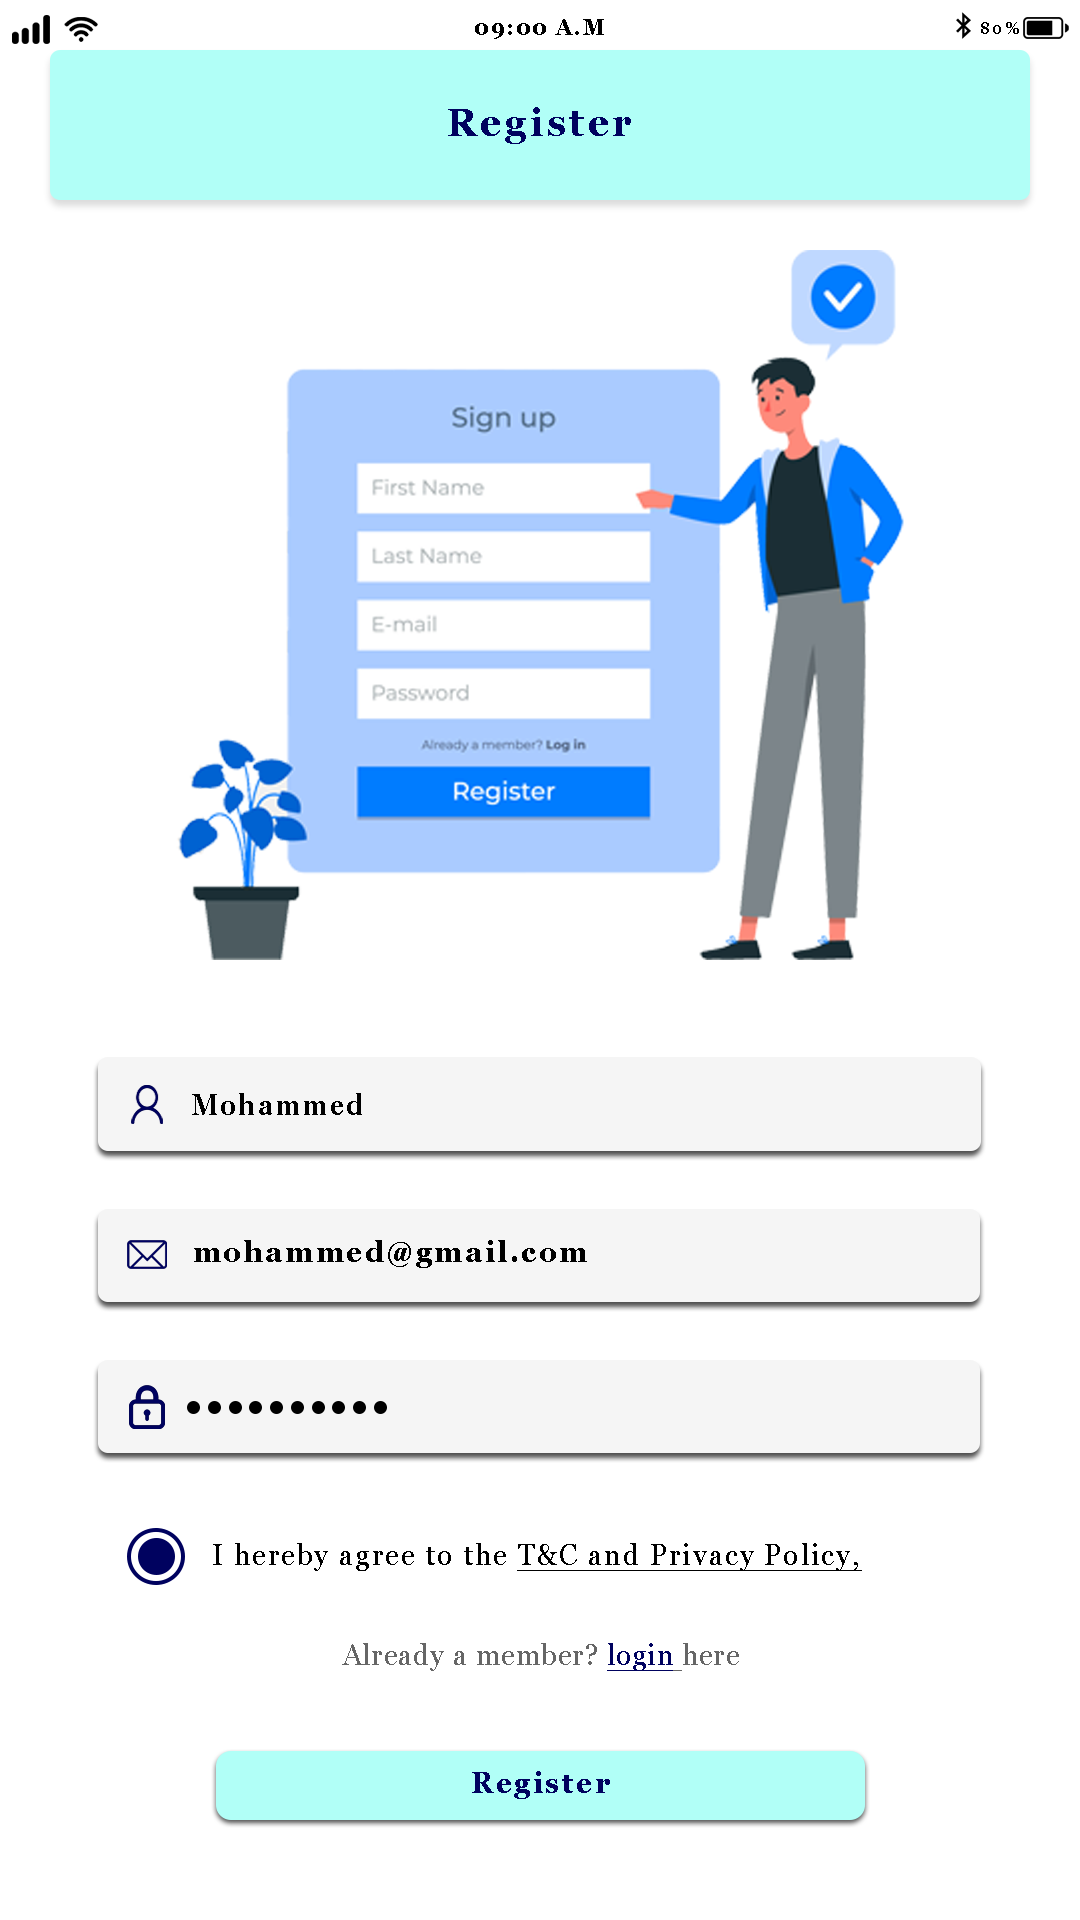 09:00 A.M
80%
Register
Sign up
First Name
Last Name
E-mail
Password
Already a member? Log in
Register
Mohammed
mohammed@gmail.com
I hereby agree to the T&C and Privacy Policy,
Already a member? login here
Register